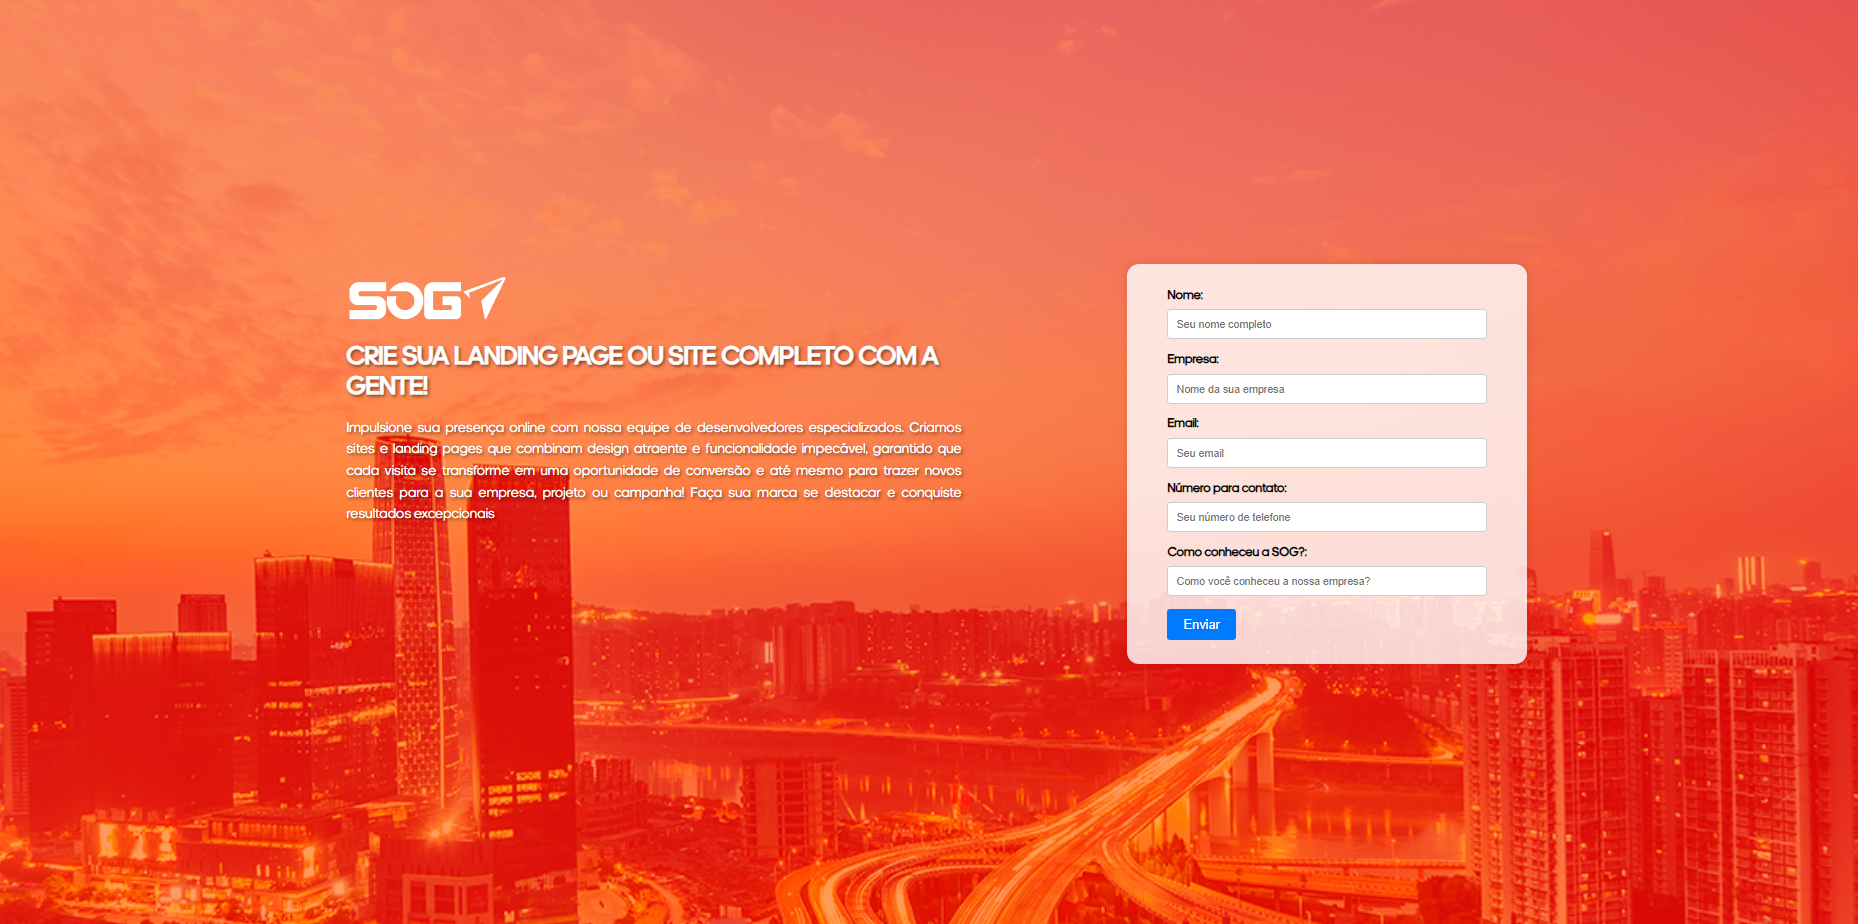 SOG
CRIE SUA LANDING PAGE OU SITE COMPLETO COM A
GENTE!
Impulsione sua presença online com nossa equipe de desenvolvedores especializados. Criamos
sites e landing pages que combinam design atraente e funcionalidade impecável, garantido que
cada visita se transforme em uma oportunidade de conversão e até mesmo para trazer novos
clientes para a sua empresa, projeto ou campanha! Faça sua marca se destacar e conquiste
resultados excepcionais
Nome:
Seu nome completo
Empresa:
Nome da sua empresa
Email:
Seu email
Número para contato:
Seu número de telefone
Como conheceu a SOG?:
Como você conheceu a nossa empresa?
Enviar